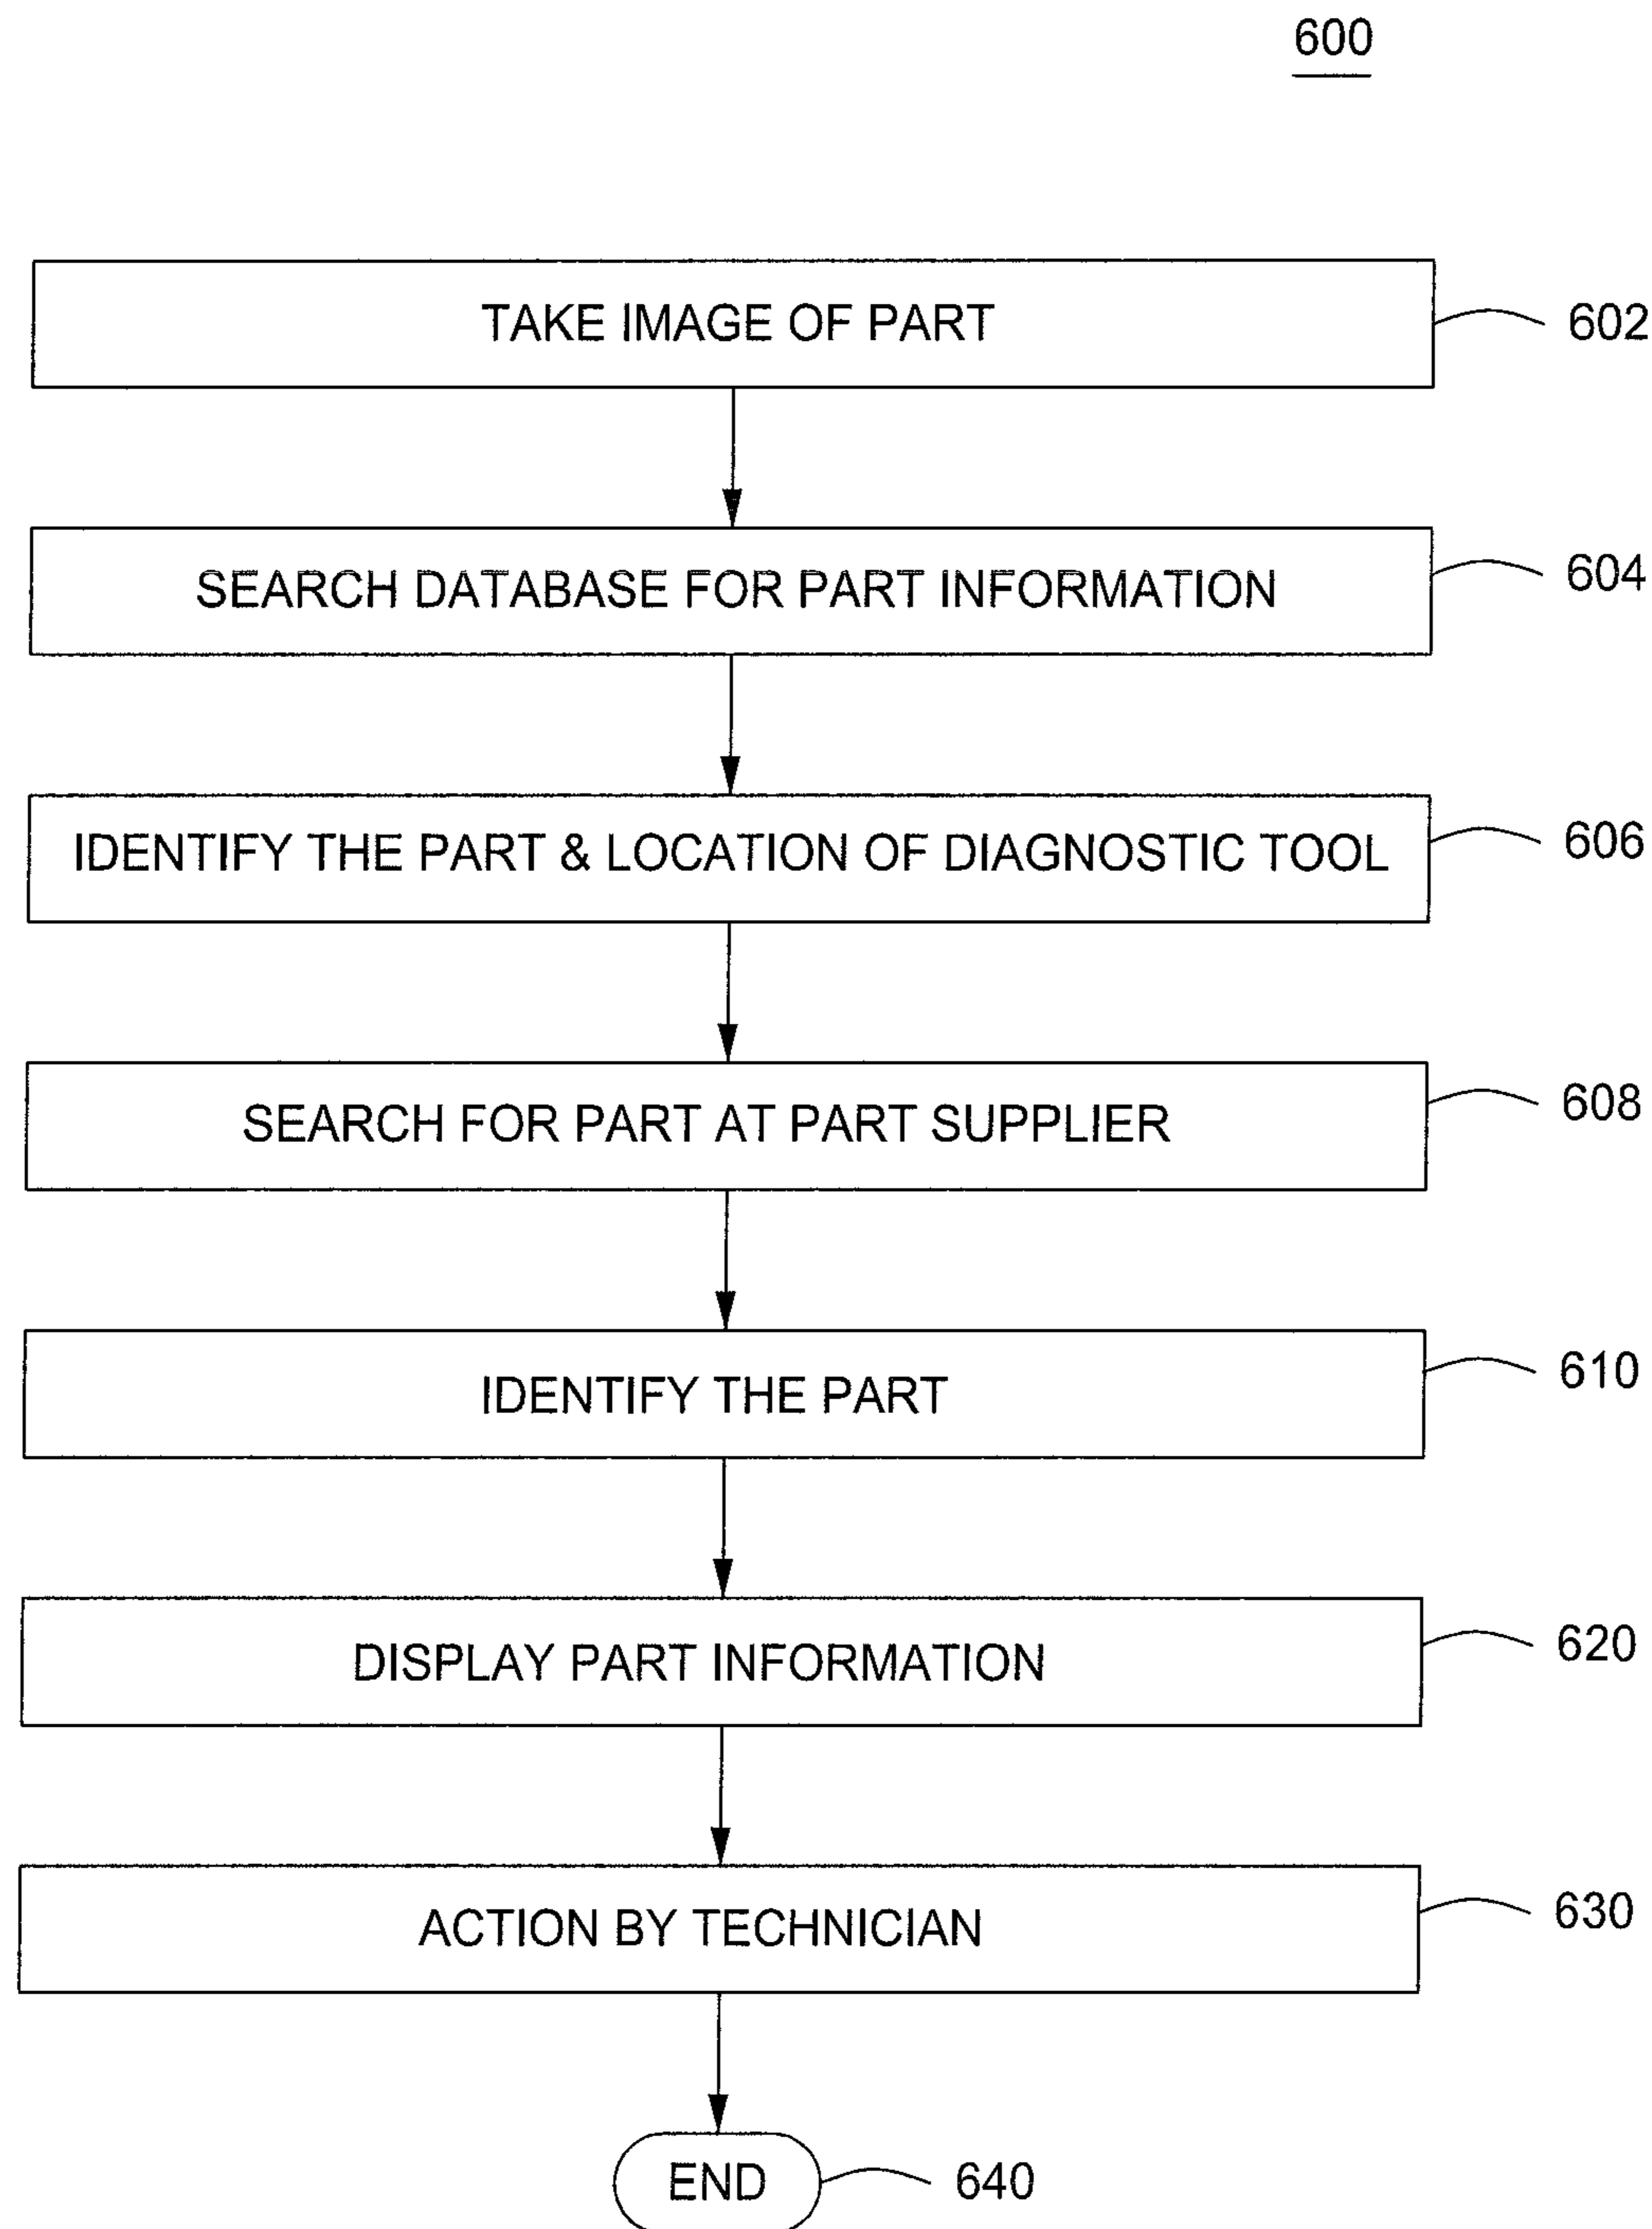 600
TAKE IMAGE OF PART
602
SEARCH DATABASE FOR PART INFORMATION
604
IDENTIFY THE PART & LOCATION OF DIAGNOSTIC TOOL
606
SEARCH FOR PART AT PART SUPPLIER
608
IDENTIFY THE PART
610
DISPLAY PART INFORMATION
620
ACTION BY TECHNICIAN
630
END
640